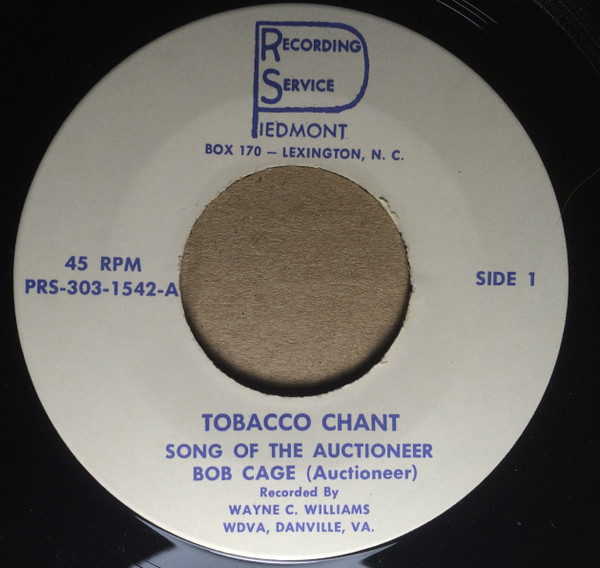 RECORDING
SERVICE
PIEDMONT
BOX 170 – LEXINGTON, N. C.
45 RPM
PRS-303-1542-A
SIDE 1
TOBACCO CHANT
SONG OF THE AUCTIONEER
BOB CAGE (Auctioneer)
Recorded By
WAYNE C. WILLIAMS
WDVA, DANVILLE, VA.